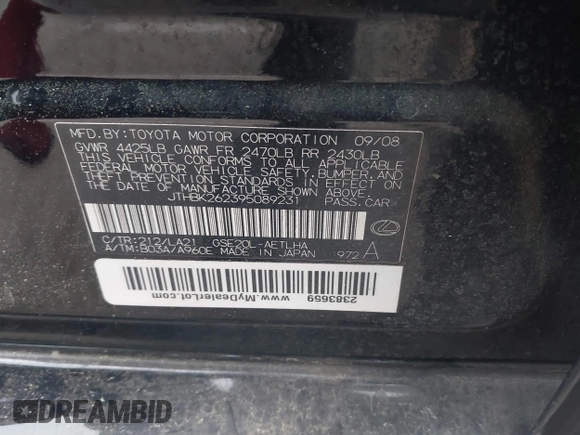 MFD.BY:TOYOTA MOTOR CORPORATION 09/08
GVWR 4425LB GAWR FR 2470LB RR 2430LB
THIS VEHICLE CONFORMS TO ALL APPLICABLE
FEDERAL MOTOR VEHICLE SAFETY, BUMPER, AND
THEFT PREVENTION STANDARDS IN EFFECT ON
THE DATE OF MANUFACTURE SHOWN ABOVE.
JTHBK262395089231 PASS.CAR
C/TR:212/LA21 GSE20L-AETLHA
A/TM:B03A/A960E MADE IN JAPAN 972 A
www.MyDealerLot.com 2383659
DREAMBID